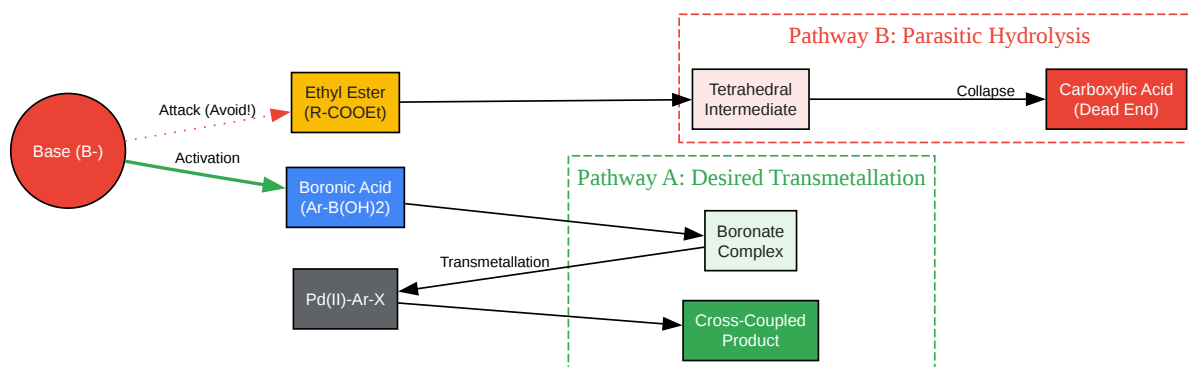 Pathway B: Parasitic Hydrolysis
Ethyl Ester
(R-COOEt)
Tetrahedral
Intermediate
Collapse
Carboxylic Acid
(Dead End)
Attack (Avoid!)
Base (B-)
Activation
Boronic Acid
(Ar-B(OH)2)
Pathway A: Desired Transmetallation
Boronate
Complex
Transmetallation
Pd(II)-Ar-X
Cross-Coupled
Product